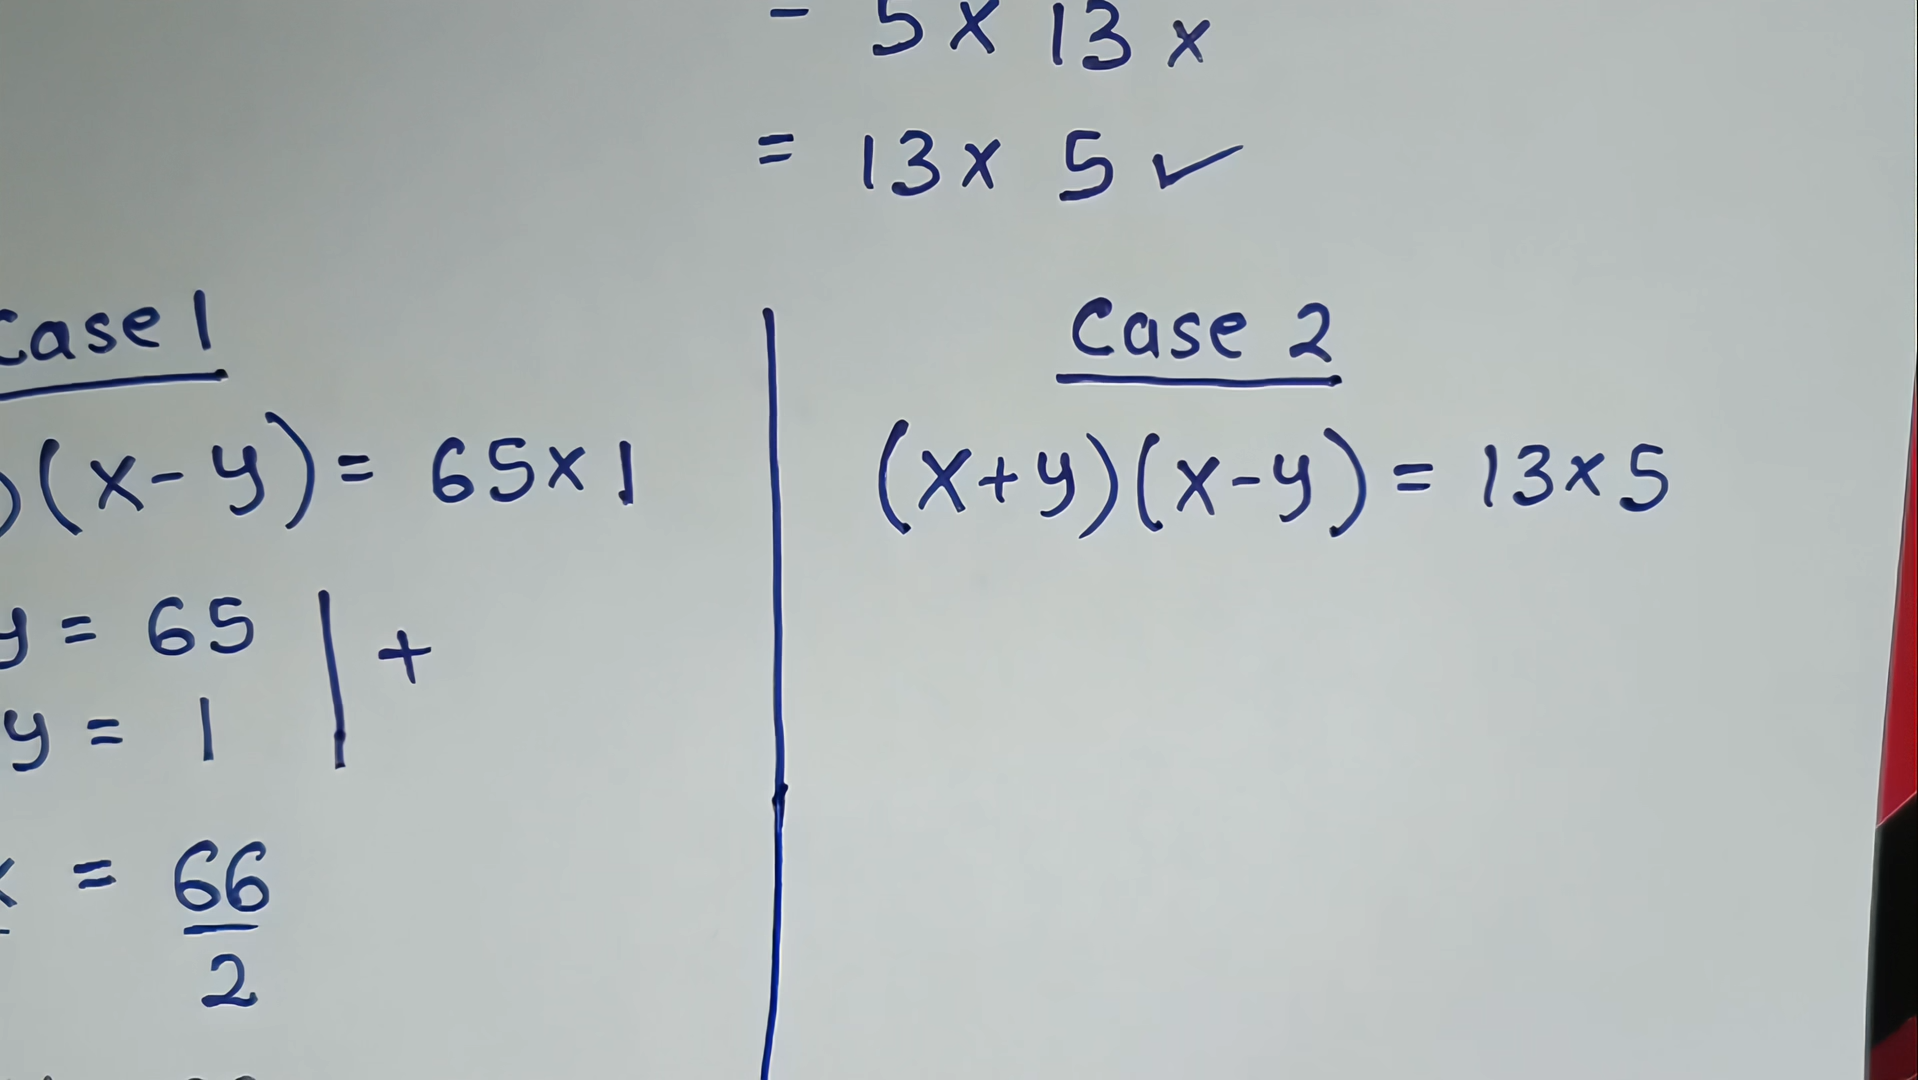 - 5 x 13 x
= 13 x 5 ✓
Case 1
)(x-y) = 65 x 1
y = 65 | +
y = 1
x = 66/2
Case 2
(x+y)(x-y) = 13 x 5